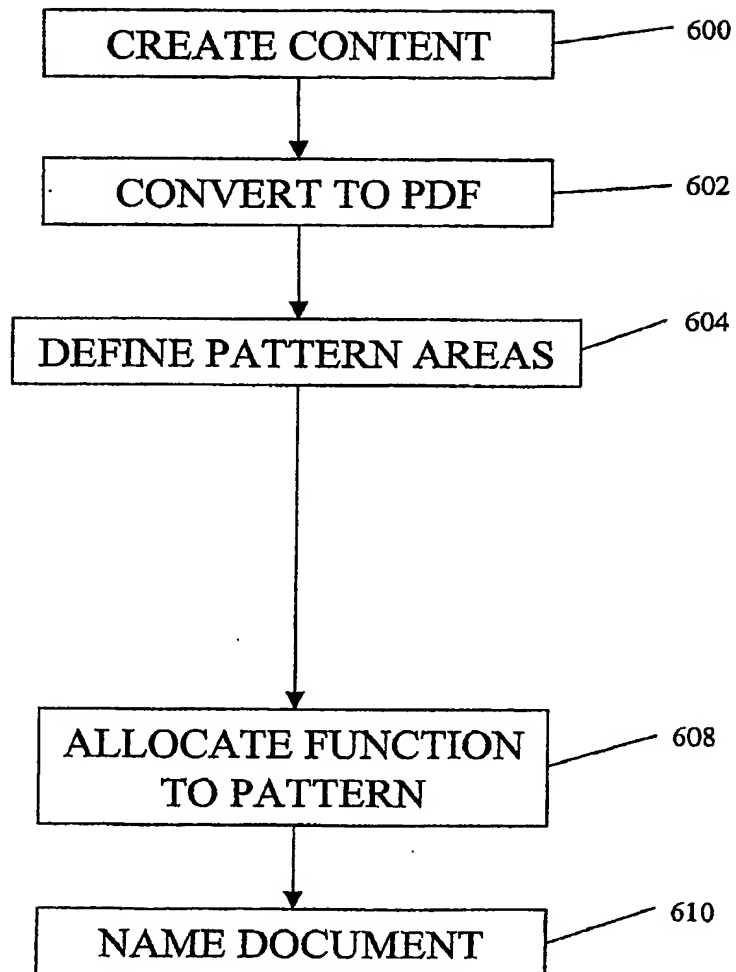 CREATE CONTENT
600
CONVERT TO PDF
602
DEFINE PATTERN AREAS
604
ALLOCATE FUNCTION
TO PATTERN
608
NAME DOCUMENT
610